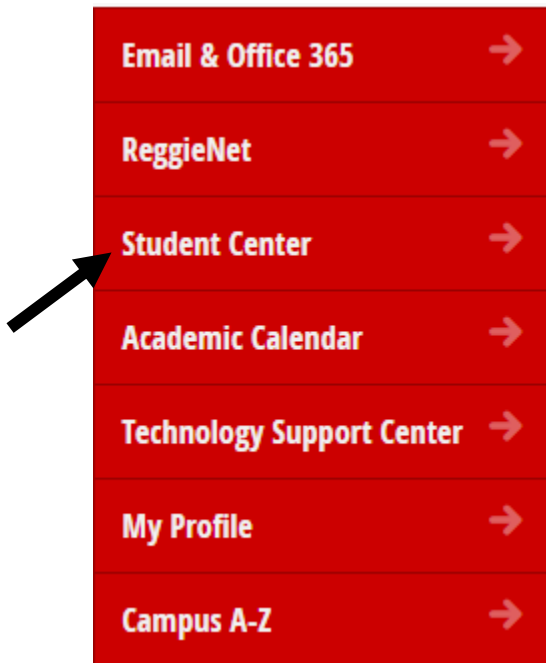 Email & Office 365
ReggieNet
Student Center
Academic Calendar
Technology Support Center
My Profile
Campus A-Z